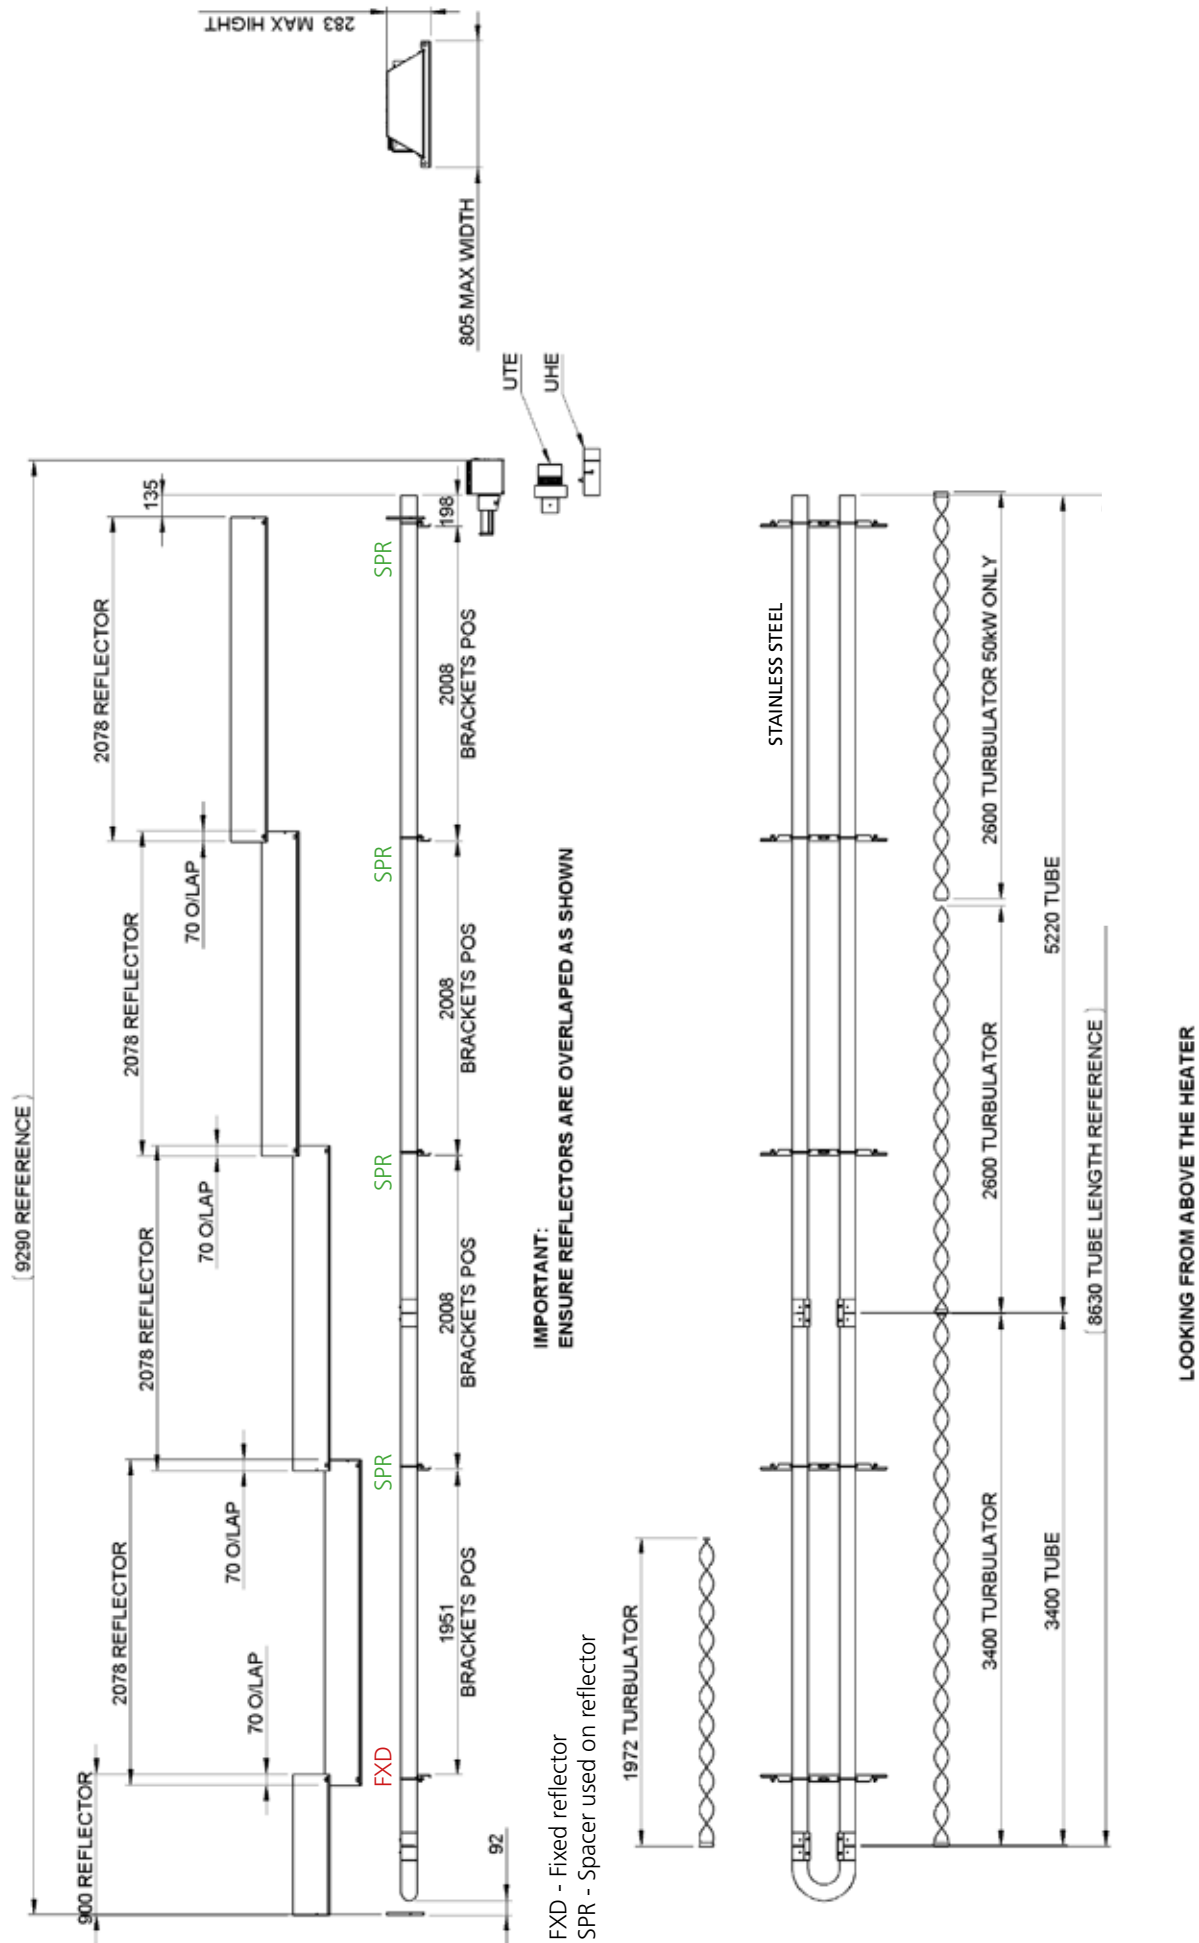 [ 9290 REFERENCE ]
900 REFLECTOR
2078 REFLECTOR
2078 REFLECTOR
2078 REFLECTOR
2078 REFLECTOR
70 O/LAP
70 O/LAP
70 O/LAP
70 O/LAP
135
FXD
SPR
SPR
SPR
SPR
92
1951
BRACKETS POS
2008
BRACKETS POS
2008
BRACKETS POS
2008
BRACKETS POS
198
283 MAX HIGHT
805 MAX WIDTH
UTE
UHE
IMPORTANT:
ENSURE REFLECTORS ARE OVERLAPED AS SHOWN
FXD - Fixed reflector
SPR - Spacer used on reflector
1972 TURBULATOR
STAINLESS STEEL
3400 TURBULATOR
2600 TURBULATOR
2600 TURBULATOR 50kW ONLY
3400 TUBE
5220 TUBE
[ 8630 TUBE LENGTH REFERENCE ]
LOOKING FROM ABOVE THE HEATER